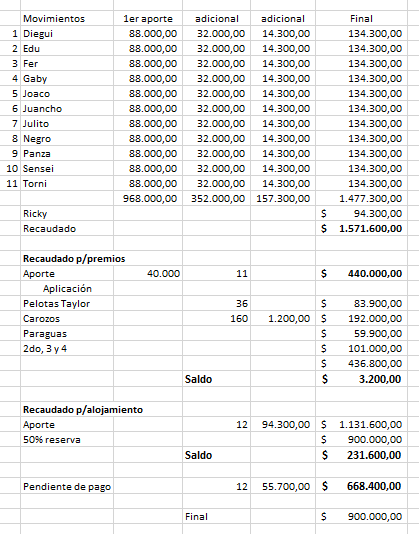 Movimientos 1er aporte adicional adicional Final
1 Diegui 88.000,00 32.000,00 14.300,00 134.300,00
2 Edu 88.000,00 32.000,00 14.300,00 134.300,00
3 Fer 88.000,00 32.000,00 14.300,00 134.300,00
4 Gaby 88.000,00 32.000,00 14.300,00 134.300,00
5 Joaco 88.000,00 32.000,00 14.300,00 134.300,00
6 Juancho 88.000,00 32.000,00 14.300,00 134.300,00
7 Julito 88.000,00 32.000,00 14.300,00 134.300,00
8 Negro 88.000,00 32.000,00 14.300,00 134.300,00
9 Panza 88.000,00 32.000,00 14.300,00 134.300,00
10 Sensei 88.000,00 32.000,00 14.300,00 134.300,00
11 Torni 88.000,00 32.000,00 14.300,00 134.300,00
968.000,00 352.000,00 157.300,00 1.477.300,00
Ricky $ 94.300,00
Recaudado $ 1.571.600,00
Recaudado p/premios
Aporte 40.000 11 $ 440.000,00
Aplicación
Pelotas Taylor 36 $ 83.900,00
Carozos 160 1.200,00 $ 192.000,00
Paraguas $ 59.900,00
2do, 3 y 4 $ 101.000,00
$ 436.800,00
Saldo $ 3.200,00
Recaudado p/alojamiento
Aporte 12 94.300,00 $ 1.131.600,00
50% reserva $ 900.000,00
Saldo $ 231.600,00
Pendiente de pago 12 55.700,00 $ 668.400,00
Final $ 900.000,00